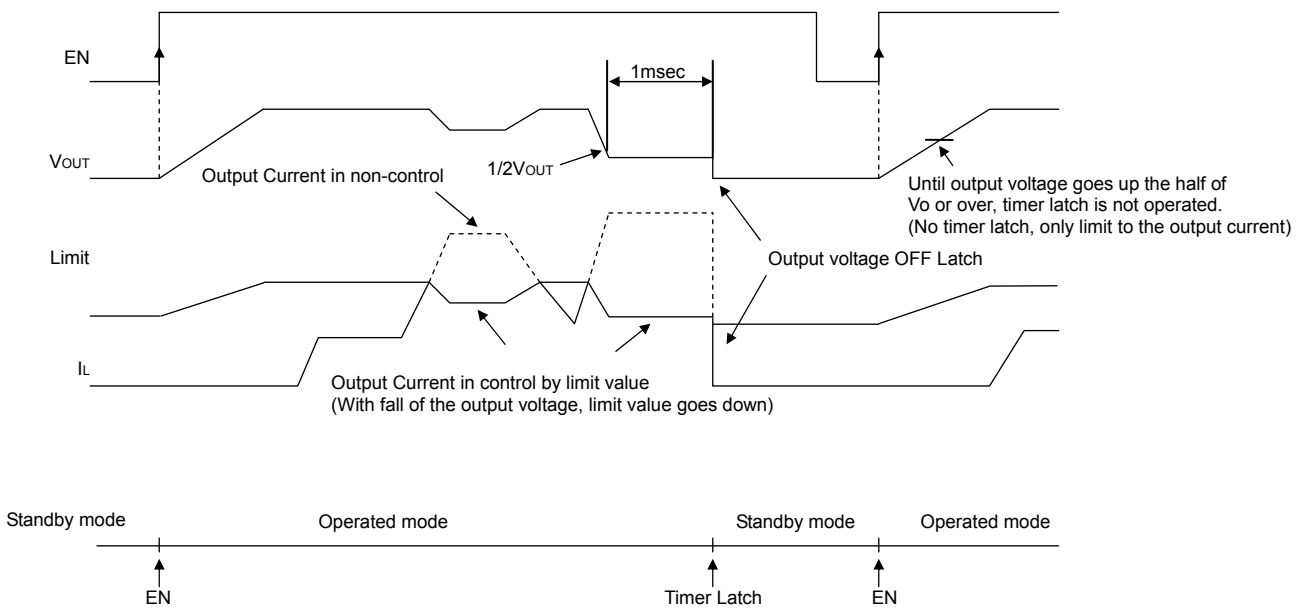 EN
1msec
VOUT
1/2VOUT
Output Current in non-control
Until output voltage goes up the half of
Vo or over, timer latch is not operated.
(No timer latch, only limit to the output current)
Limit
Output voltage OFF Latch
IL
Output Current in control by limit value
(With fall of the output voltage, limit value goes down)
Standby mode
Operated mode
Standby mode
Operated mode
EN
Timer Latch
EN